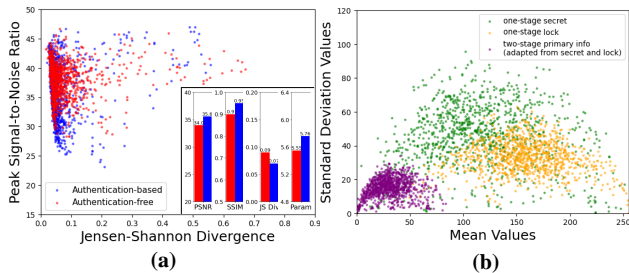 Peak Signal-to-Noise Ratio
50
45
40
35
30
25
20
15
0.0 0.1 0.2 0.3 0.4 0.5 0.6 0.7 0.8 0.9
Jensen-Shannon Divergence
Authentication-based
Authentication-free
40 1.0 0.20 6.4
35 0.9 0.15 6.0
30 0.8 0.10 5.6
25 0.6 0.05 5.2
20 0.5 0.00 4.8
0.09 5.76
PSNR SSIM JS Div Param
(a)
Standard Deviation Values
120
100
80
60
40
20
0
0 50 100 150 200 250
Mean Values
one-stage secret
one-stage lock
two-stage primary info
(adapted from secret and lock)
(b)